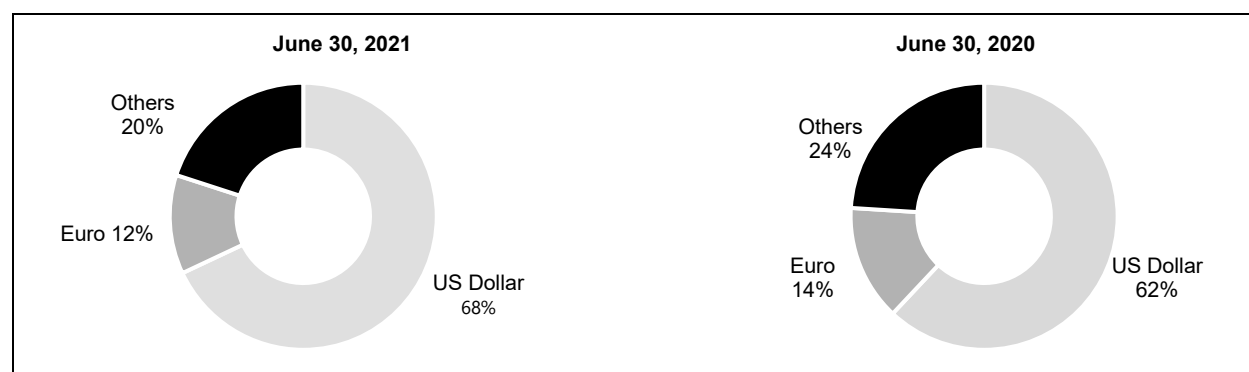 June 30, 2021
Others
20%
Euro 12%
US Dollar
68%
June 30, 2020
Others
24%
Euro
14%
US Dollar
62%